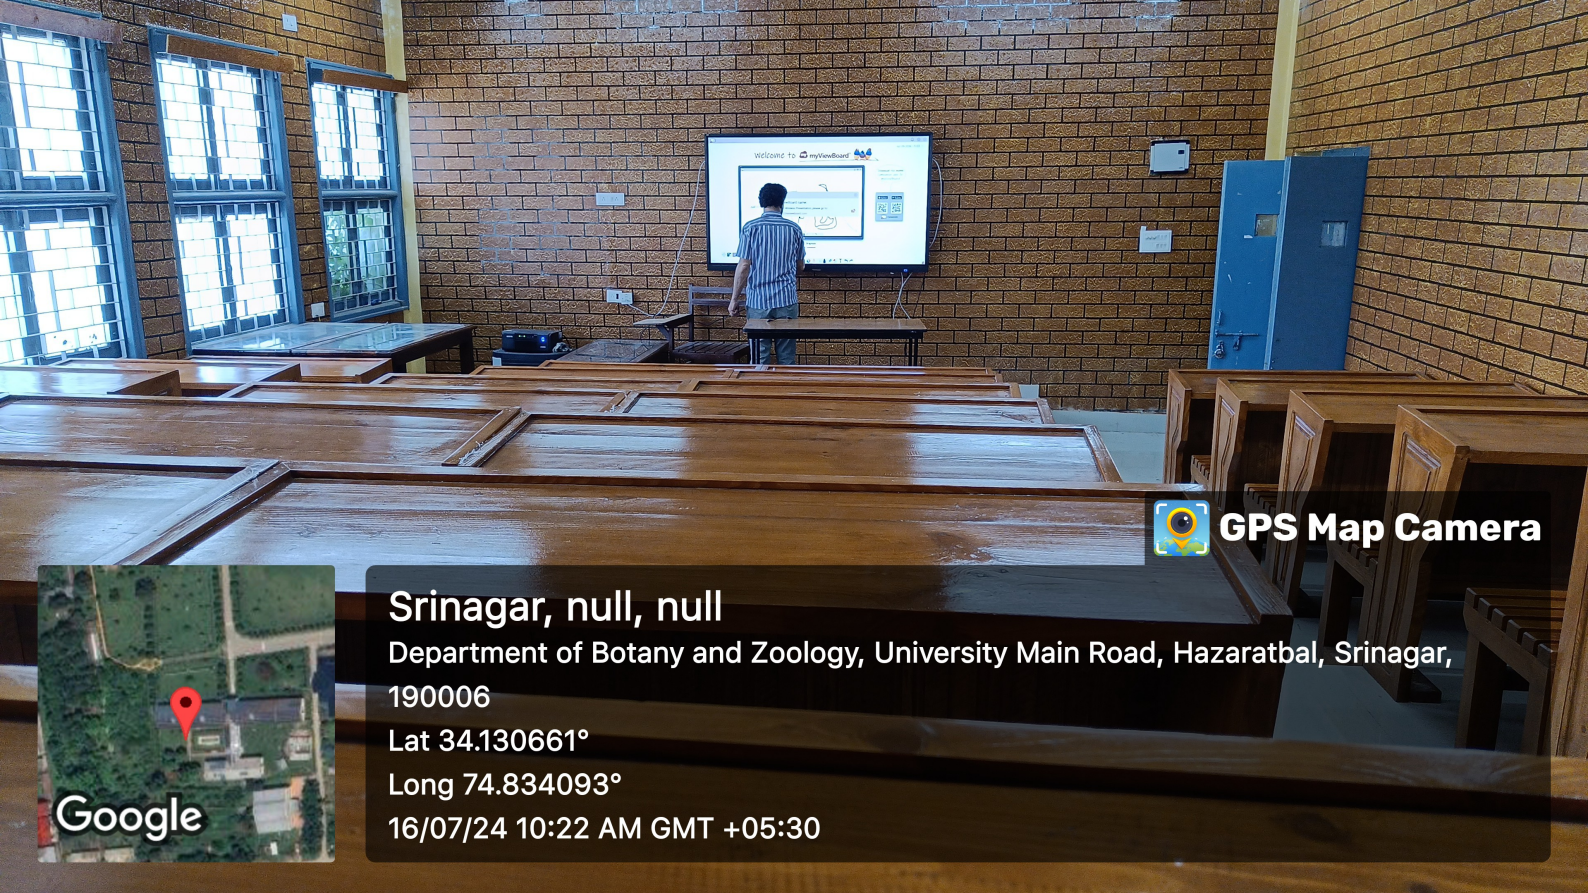 Welcome to myViewBoard
GPS Map Camera
Srinagar, null, null
Department of Botany and Zoology, University Main Road, Hazaratbal, Srinagar,
190006
Lat 34.130661°
Long 74.834093°
16/07/24 10:22 AM GMT +05:30
Google